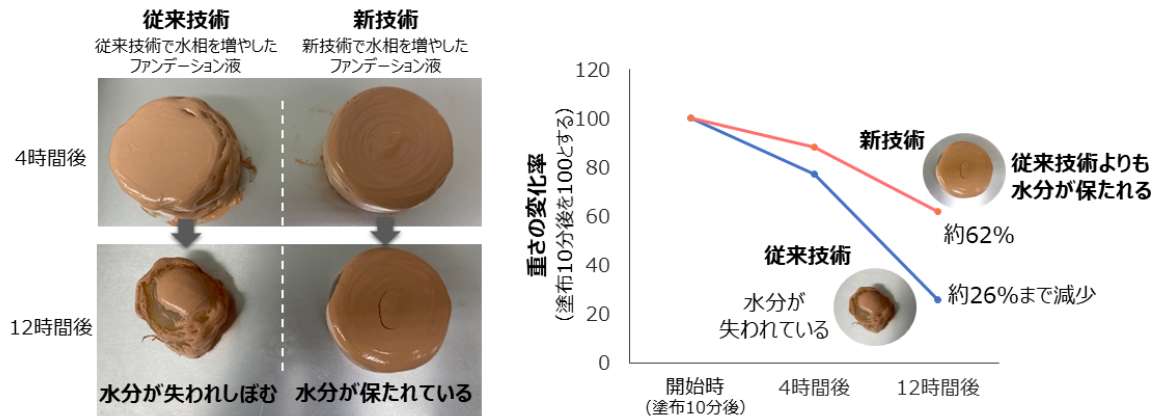 従来技術
従来技術で水相を増やした
ファンデーション液
新技術
新技術で水相を増やした
ファンデーション液
4時間後
12時間後
水分が失われしぼむ
水分が保たれている
重さの変化率
(塗布10分後を100とする)
120
100
80
60
40
20
0
新技術
従来技術よりも
水分が保たれる
約62%
従来技術
水分が
失われている
約26%まで減少
開始時
(塗布10分後)
4時間後
12時間後